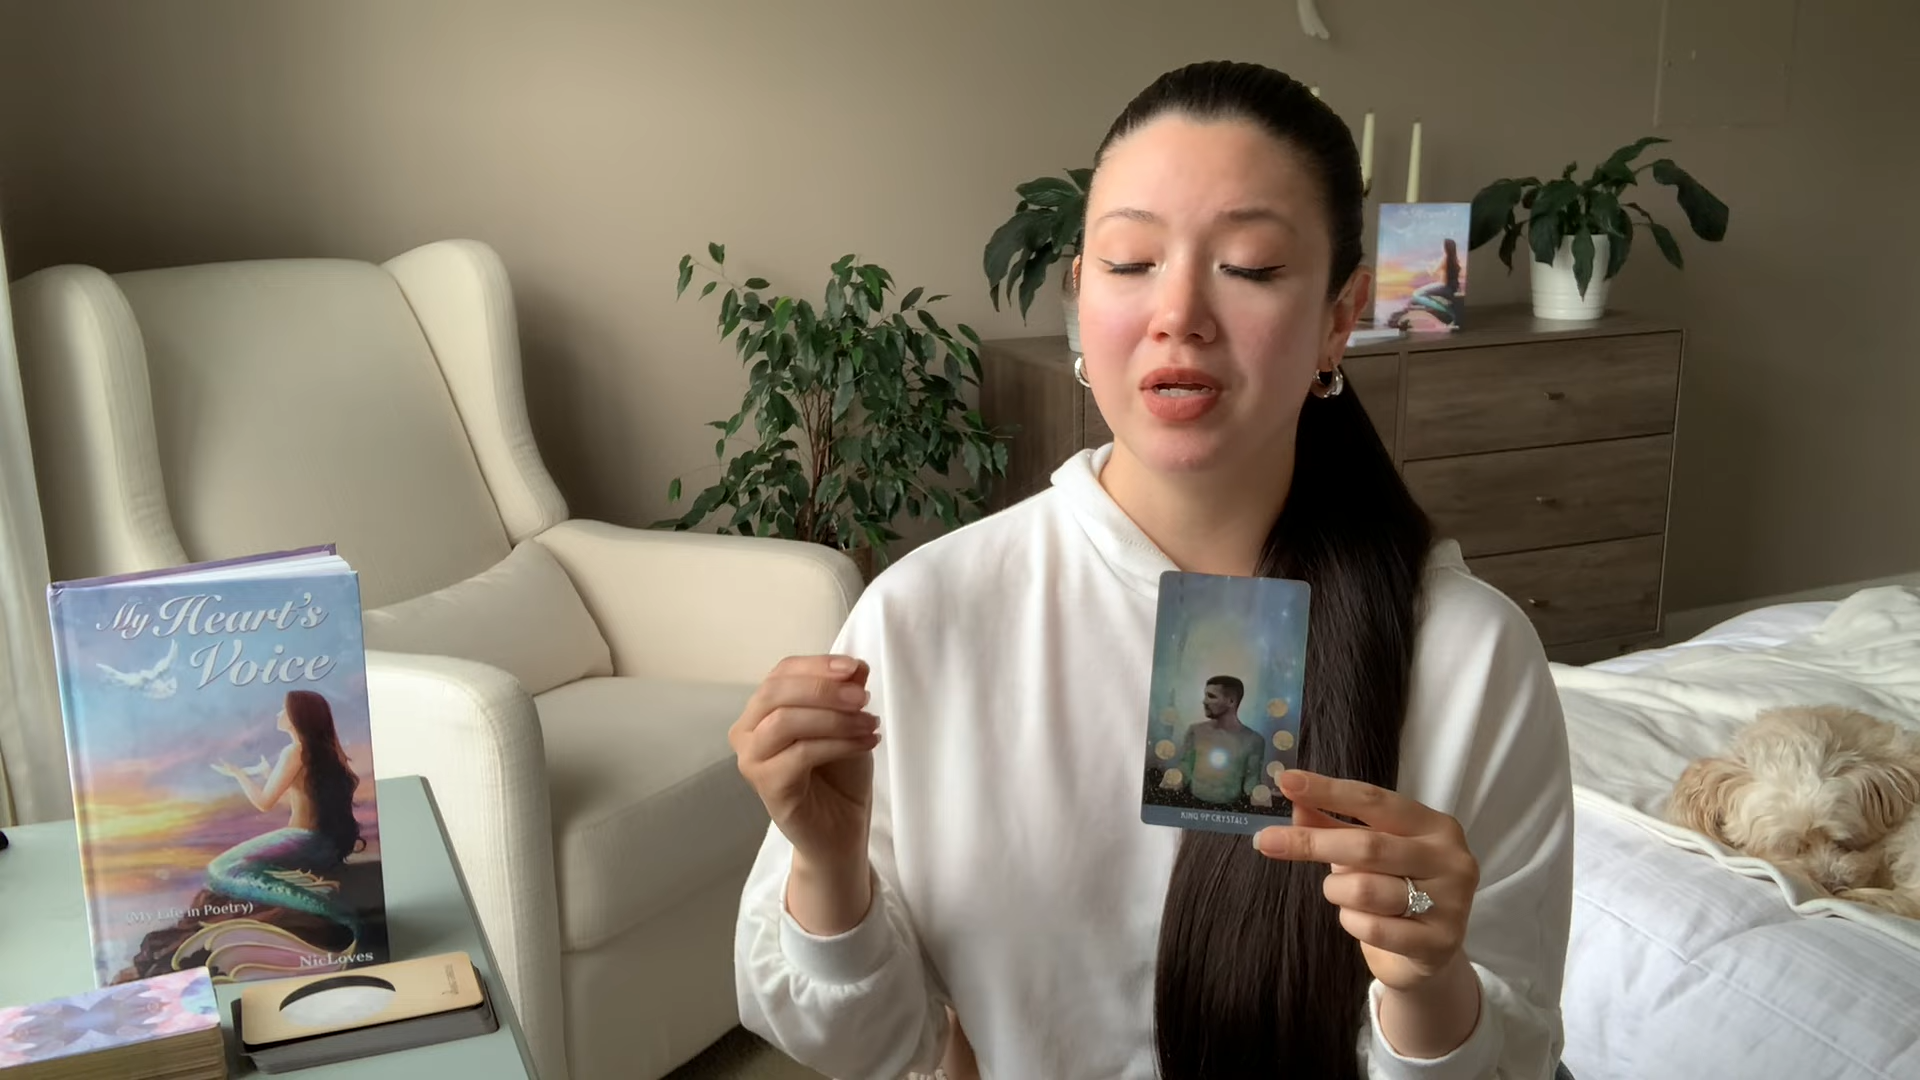 My Heart's
Voice
(My Life in Poetry)
NicLoves
KING OF CRYSTALS